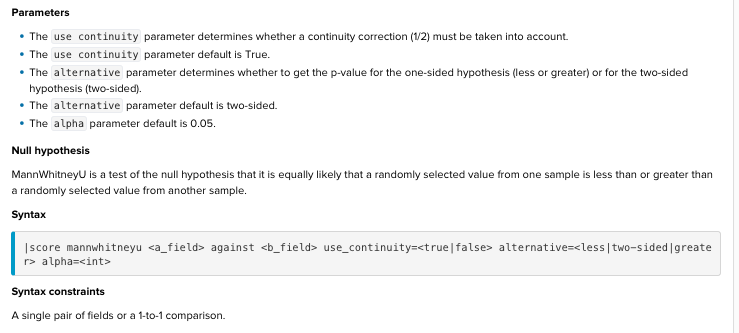 Parameters
• The use continuity parameter determines whether a continuity correction (1/2) must be taken into account.
• The use continuity parameter default is True.
• The alternative parameter determines whether to get the p-value for the one-sided hypothesis (less or greater) or for the two-sided
hypothesis (two-sided).
• The alternative parameter default is two-sided.
• The alpha parameter default is 0.05.
Null hypothesis
MannWhitneyU is a test of the null hypothesis that it is equally likely that a randomly selected value from one sample is less than or greater than
a randomly selected value from another sample.
Syntax
|score mannwhitneyu <a_field> against <b_field> use_continuity=<true|false> alternative=<less|two-sided|greate
r> alpha=<int>
Syntax constraints
A single pair of fields or a 1-to-1 comparison.